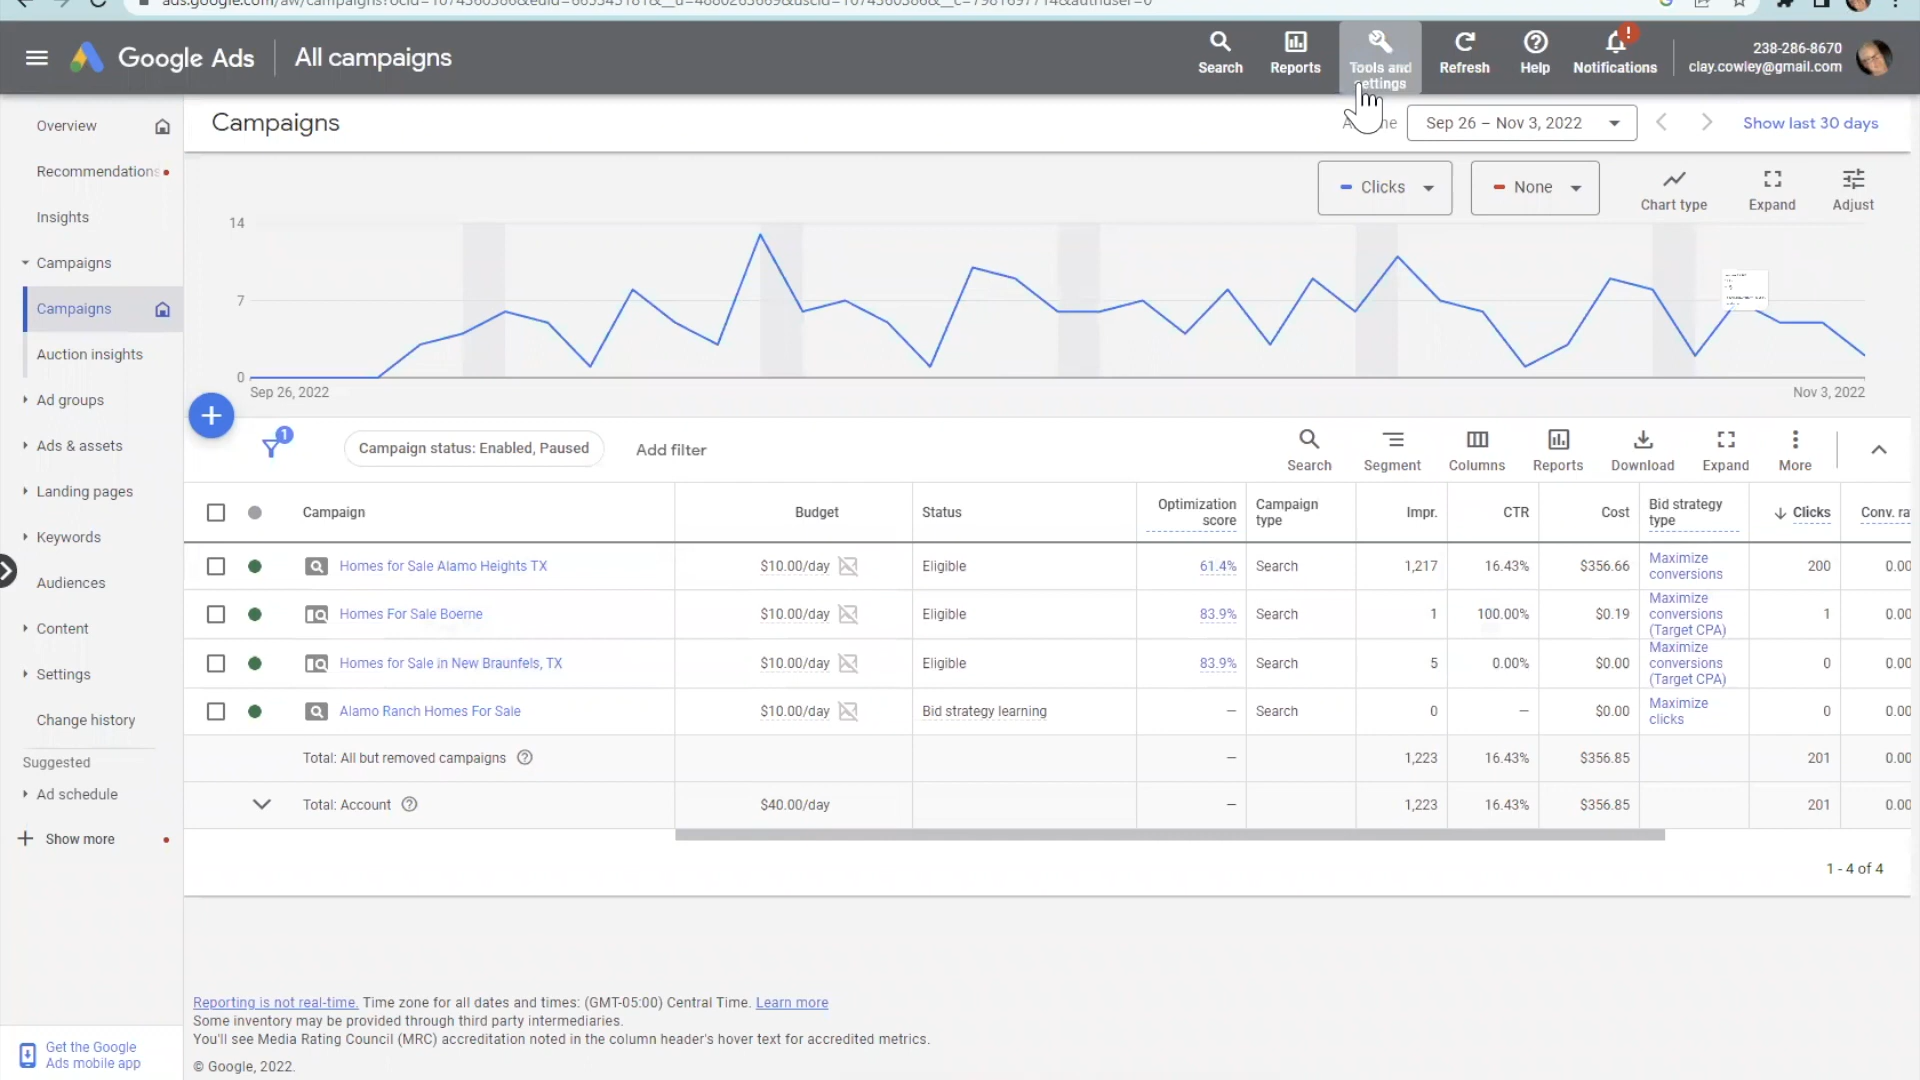 Google Ads
All campaigns
Search
Reports
Tools and
settings
Refresh
Help
!
Notifications
238-286-8670
clay.cowley@gmail.com
Overview
Recommendations
Insights
Campaigns
Campaigns
Auction insights
Ad groups
Ads & assets
Landing pages
Keywords
Audiences
Content
Settings
Change history
Suggested
Ad schedule
Show more
Get the Google
Ads mobile app
Campaigns
Sep 26 – Nov 3, 2022
Show last 30 days
Clicks
None
Chart type
Expand
Adjust
14
7
0
Sep 26, 2022
Nov 3, 2022
1
Campaign status: Enabled, Paused
Add filter
Search
Segment
Columns
Reports
Download
Expand
More
Campaign Budget Status Optimization score Campaign type Impr. CTR Cost Bid strategy type Clicks Conv. ra
Homes for Sale Alamo Heights TX $10.00/day Eligible 61.4% Search 1,217 16.43% $356.66 Maximize conversions 200 0.00
Homes For Sale Boerne $10.00/day Eligible 83.9% Search 1 100.00% $0.19 Maximize conversions (Target CPA) 1 0.00
Homes for Sale in New Braunfels, TX $10.00/day Eligible 83.9% Search 5 0.00% $0.00 Maximize conversions (Target CPA) 0 0.00
Alamo Ranch Homes For Sale $10.00/day Bid strategy learning — Search 0 — $0.00 Maximize clicks 0 0.00
Total: All but removed campaigns — 1,223 16.43% $356.85 201 0.00
Total: Account $40.00/day — 1,223 16.43% $356.85 201 0.00
1 - 4 of 4
Reporting is not real-time. Time zone for all dates and times: (GMT-05:00) Central Time. Learn more
Some inventory may be provided through third party intermediaries.
You'll see Media Rating Council (MRC) accreditation noted in the column header's hover text for accredited metrics.
© Google, 2022.